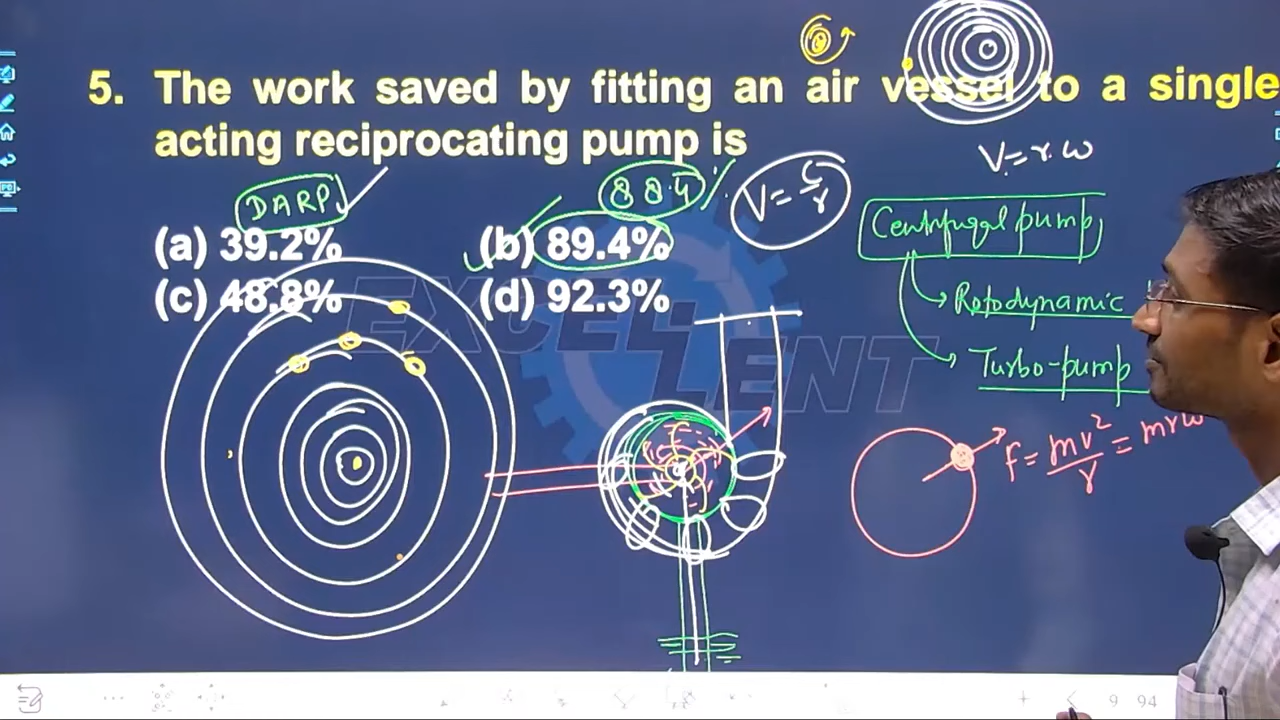 5. The work saved by fitting an air vessel to a single
acting reciprocating pump is
DARP
88.4%
V = C/r
V = r.ω
(a) 39.2%
(b) 89.4%
(c) 48.8%
(d) 92.3%
Centrifugal pump
Rotodynamic
Turbo-pump
EXCELLENT
f = mv²/r = mrω
9 94